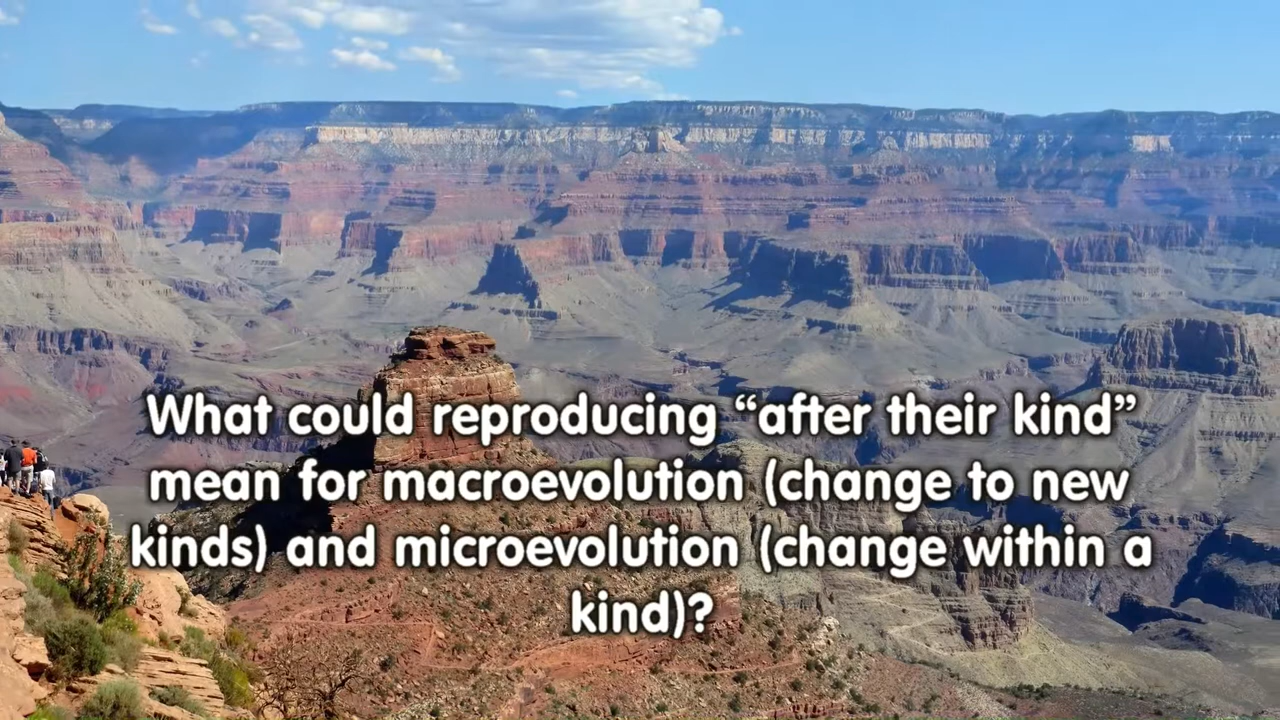 What could reproducing “after their kind”
mean for macroevolution (change to new
kinds) and microevolution (change within a
kind)?